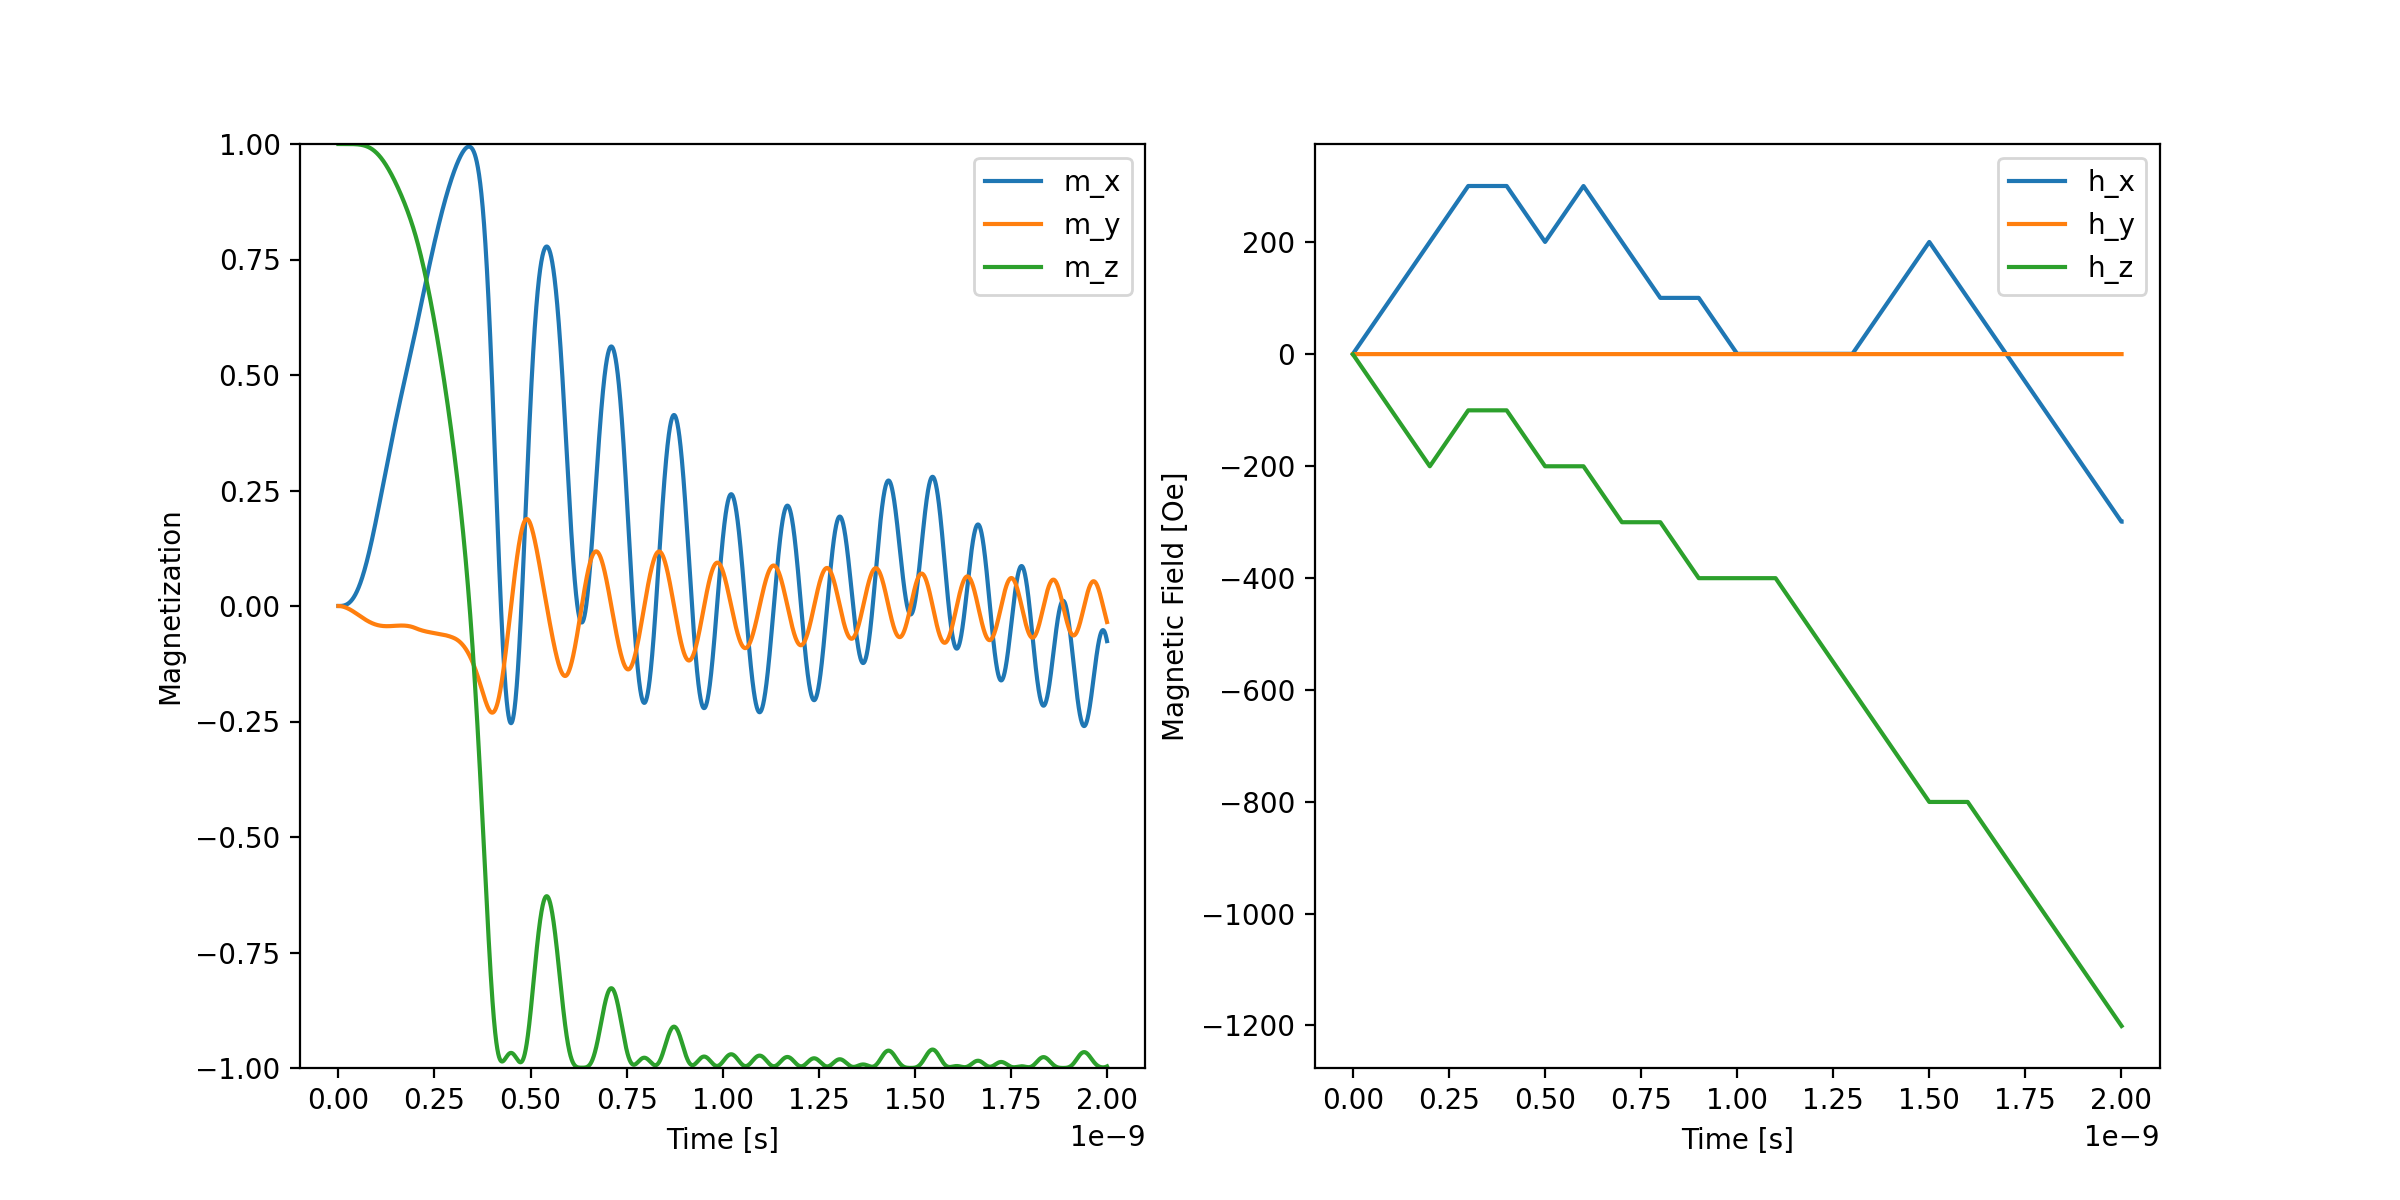 1.00
0.75
0.50
0.25
0.00
−0.25
−0.50
−0.75
−1.00
Magnetization
0.00 0.25 0.50 0.75 1.00 1.25 1.50 1.75 2.00
Time [s]
1e−9
m_x
m_y
m_z
200
0
−200
−400
−600
−800
−1000
−1200
Magnetic Field [Oe]
0.00 0.25 0.50 0.75 1.00 1.25 1.50 1.75 2.00
Time [s]
1e−9
h_x
h_y
h_z